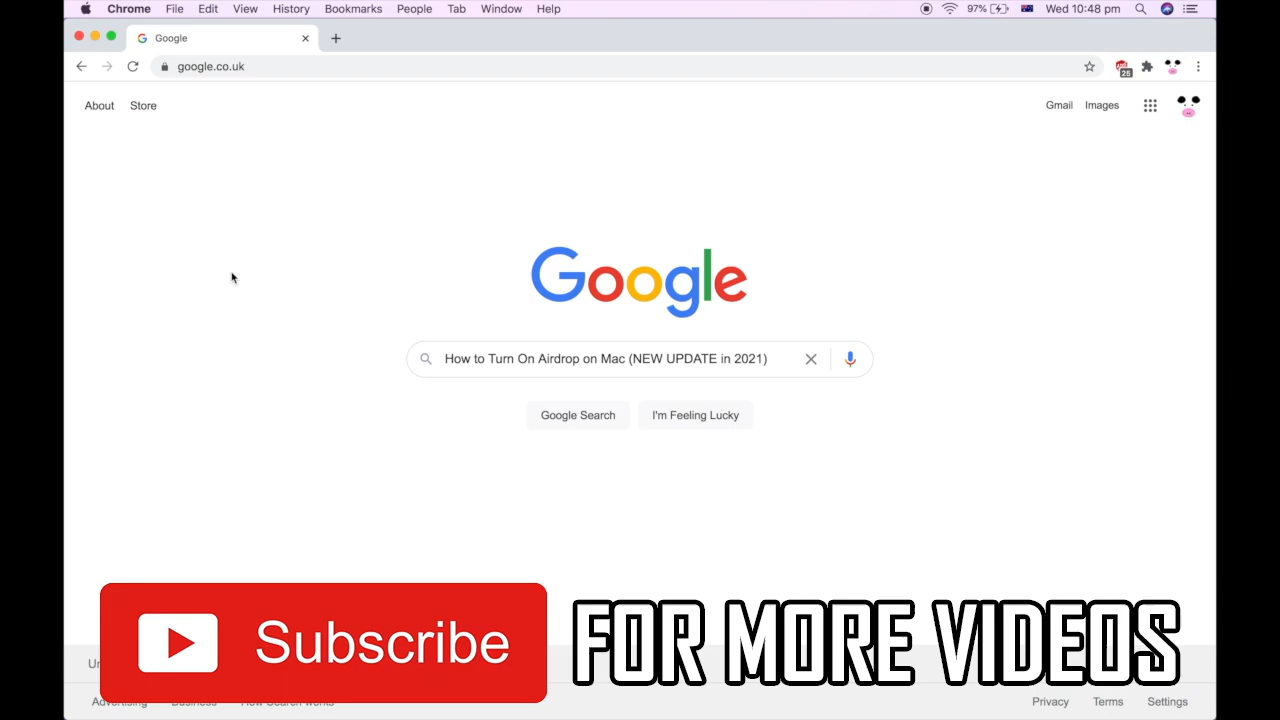 Chrome File Edit View History Bookmarks People Tab Window Help 97% Wed 10:48 pm
Google
google.co.uk
25
About Store Gmail Images
Google
How to Turn On Airdrop on Mac (NEW UPDATE in 2021)
Google Search I'm Feeling Lucky
Subscribe FOR MORE VIDEOS
Privacy Terms Settings